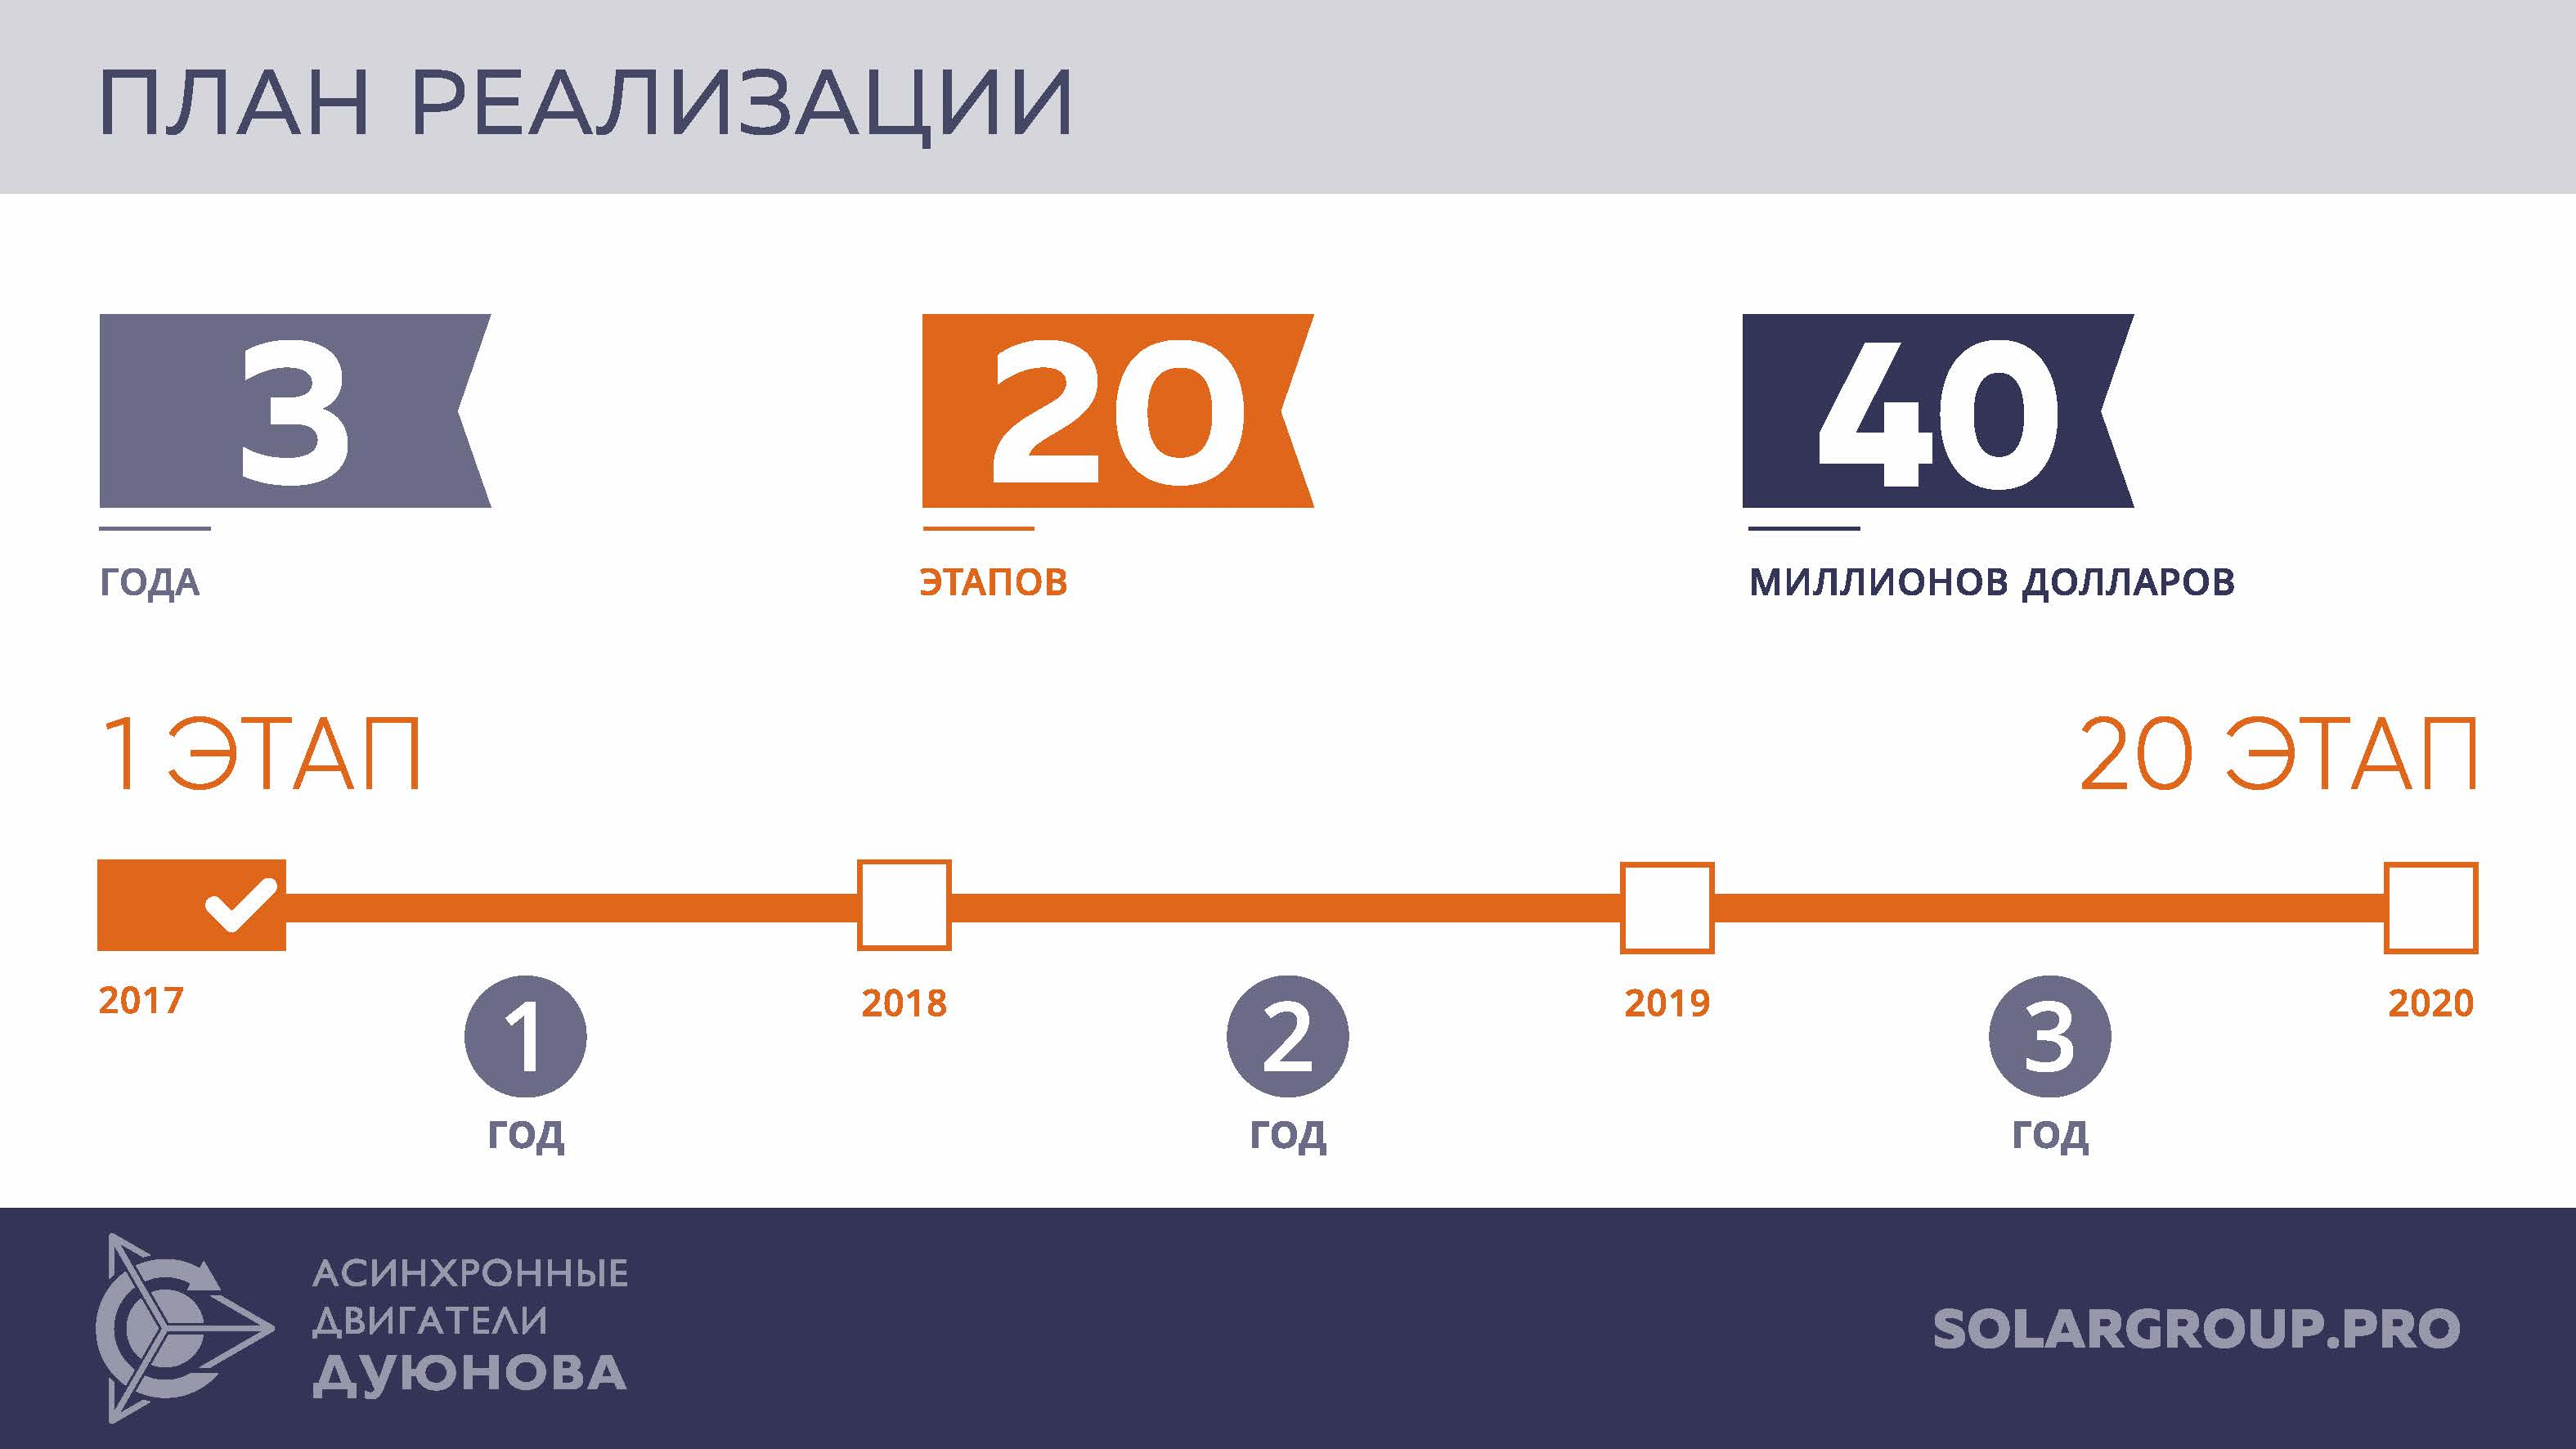 ПЛАН РЕАЛИЗАЦИИ
3
20
40
ГОДА
ЭТАПОВ
МИЛЛИОНОВ ДОЛЛАРОВ
1 ЭТАП
20 ЭТАП
2017
2018
2019
2020
1
2
3
ГОД
ГОД
ГОД
АСИНХРОННЫЕ
ДВИГАТЕЛИ
ДУЮНОВА
SOLARGROUP.PRO